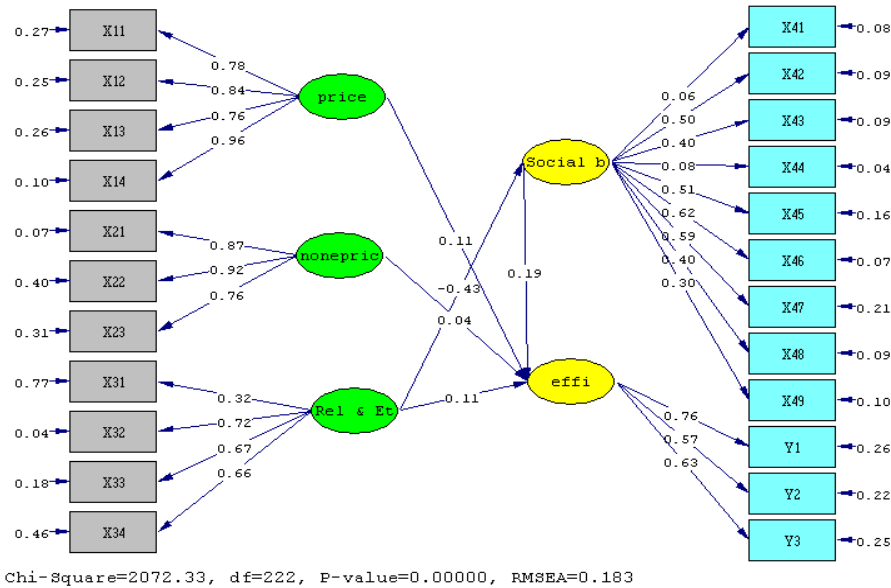 0.27 X11
0.25 X12
0.26 X13
0.10 X14
0.07 X21
0.40 X22
0.31 X23
0.77 X31
0.04 X32
0.18 X33
0.46 X34
0.78
0.84
0.76
0.96
0.87
0.92
0.76
0.32
0.72
0.67
0.66
price
nonepric
Rel & Et
0.11
-0.43
0.04
0.11
0.19
Social b
effi
0.06
0.50
0.40
0.08
0.51
0.62
0.59
0.40
0.30
0.76
0.57
0.63
X41 0.08
X42 0.09
X43 0.09
X44 0.04
X45 0.16
X46 0.07
X47 0.21
X48 0.09
X49 0.10
Y1 0.26
Y2 0.22
Y3 0.25
Chi-Square=2072.33, df=222, P-value=0.00000, RMSEA=0.183